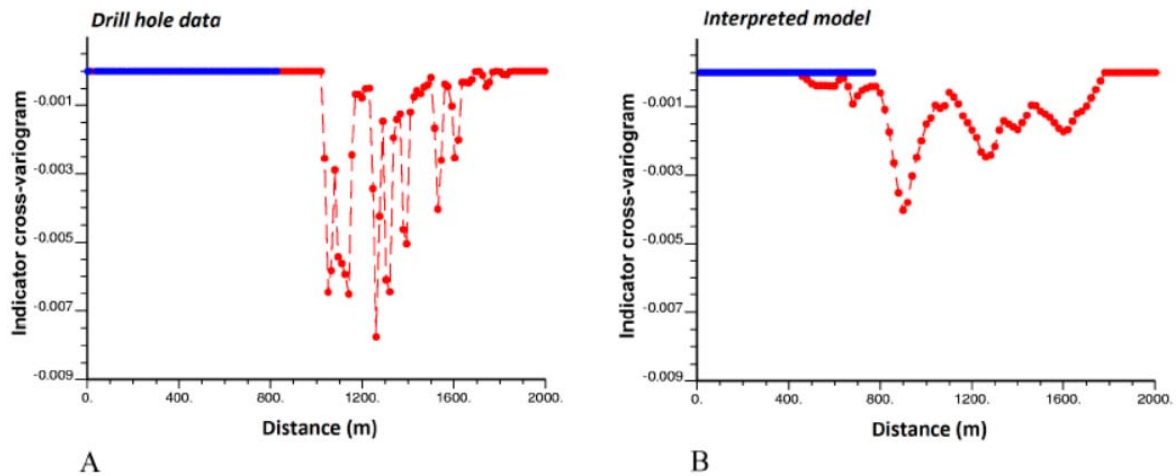 Drill hole data
Indicator cross-variogram
-0.001
-0.003
-0.005
-0.007
-0.009
0. 400. 800. 1200. 1600. 2000.
Distance (m)
A
Interpreted model
Indicator cross-variogram
-0.001
-0.003
-0.005
-0.007
-0.009
0. 400. 800. 1200. 1600. 2000.
Distance (m)
B